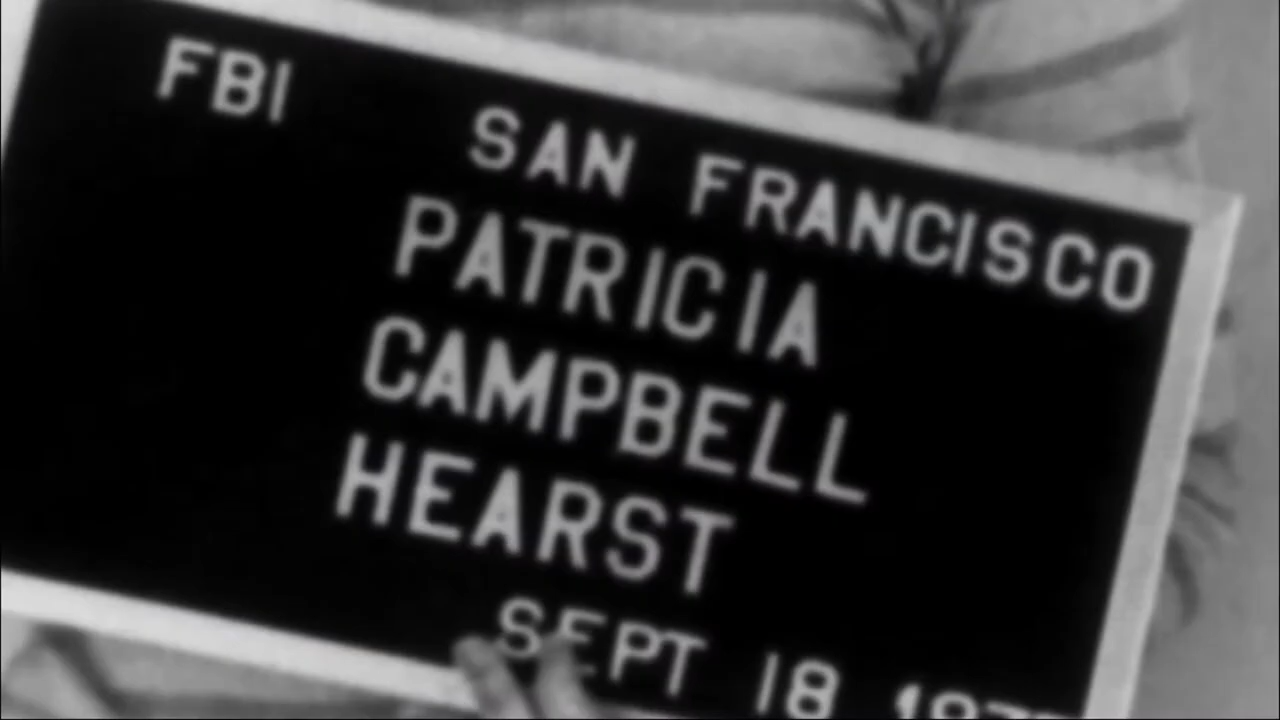 FBI SAN FRANCISCO
PATRICIA
CAMPBELL
HEARST
SEPT 18